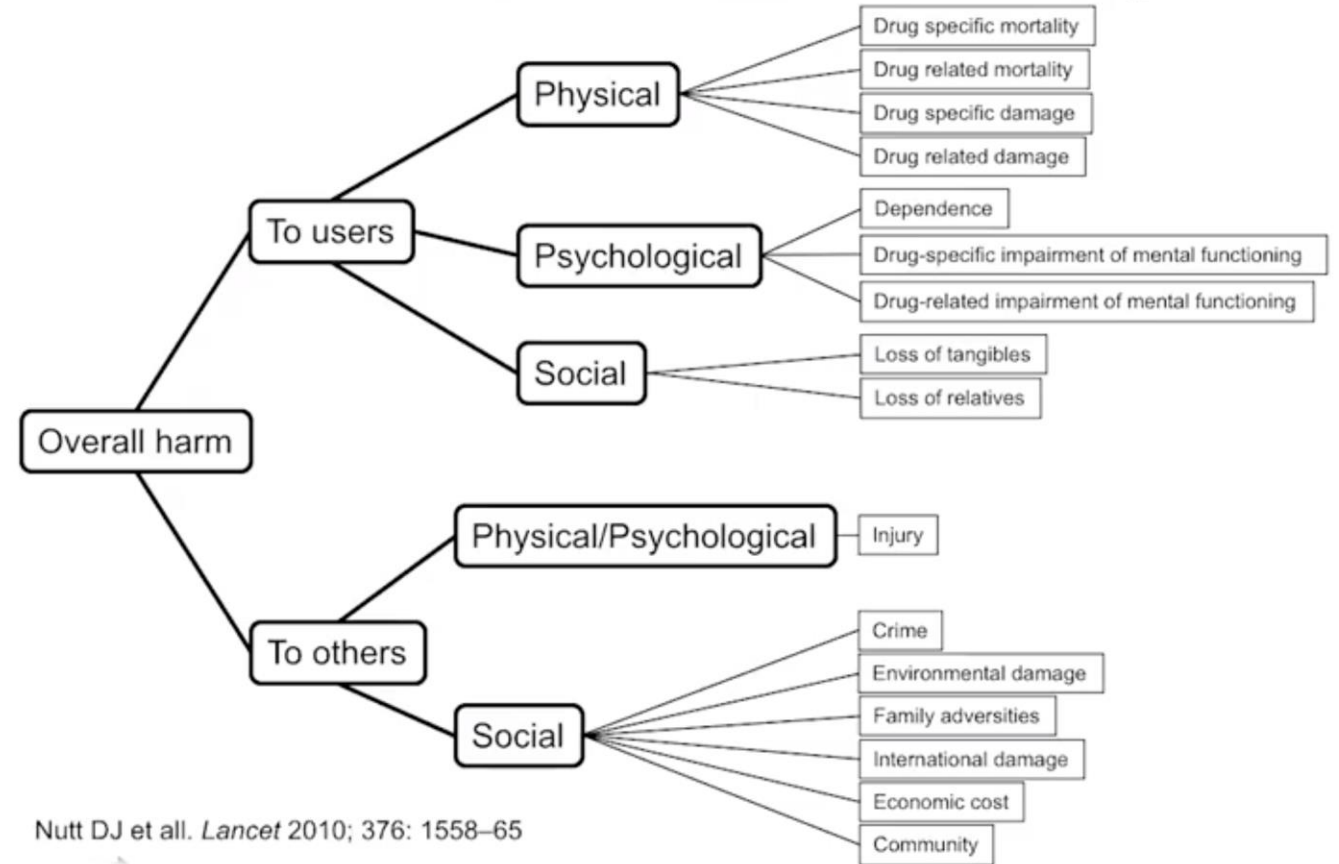 Drug specific mortality
Drug related mortality
Physical
Drug specific damage
Drug related damage
To users
Dependence
Psychological
Drug-specific impairment of mental functioning
Drug-related impairment of mental functioning
Social
Loss of tangibles
Loss of relatives
Overall harm
Physical/Psychological
Injury
To others
Crime
Environmental damage
Family adversities
Social
International damage
Economic cost
Community
Nutt DJ et all. Lancet 2010; 376: 1558–65